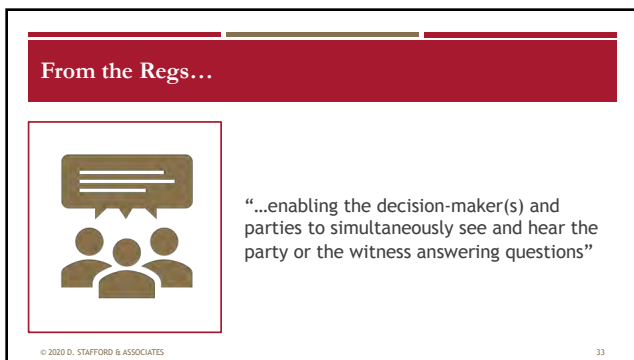 From the Regs…
“…enabling the decision-maker(s) and
parties to simultaneously see and hear the
party or the witness answering questions”
© 2020 D. STAFFORD & ASSOCIATES
33